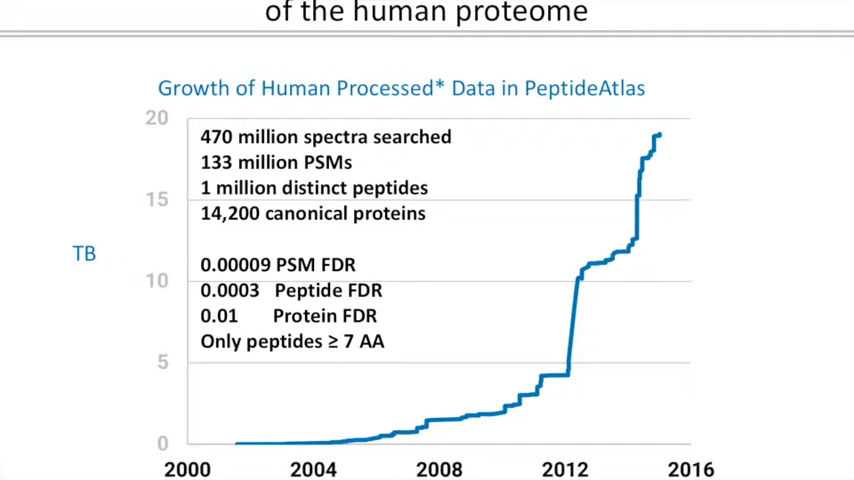 of the human proteome
Growth of Human Processed* Data in PeptideAtlas
20
470 million spectra searched
133 million PSMs
1 million distinct peptides
15
14,200 canonical proteins
TB
0.00009 PSM FDR
10
0.0003 Peptide FDR
0.01 Protein FDR
Only peptides ≥ 7 AA
5
0
2000 2004 2008 2012 2016